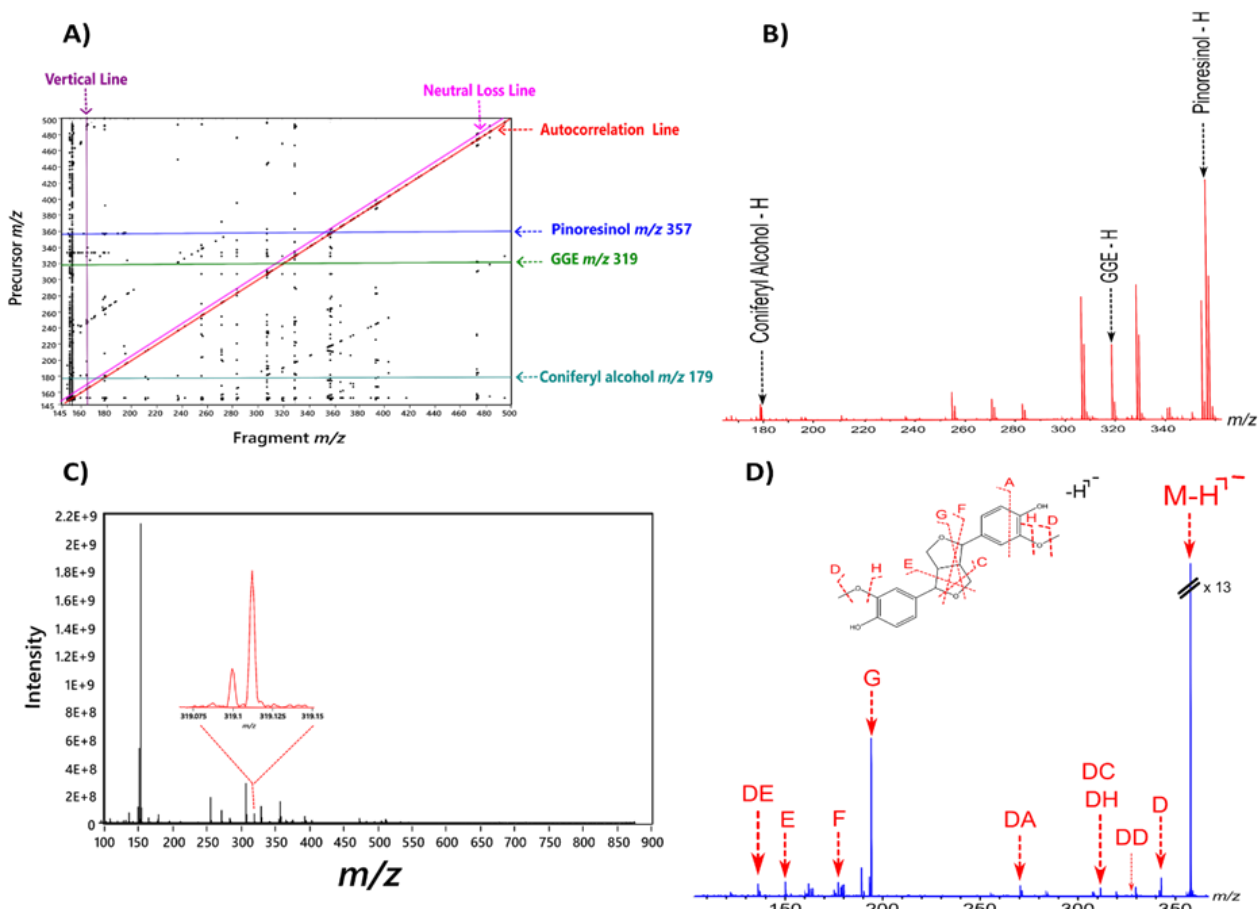 A)
Vertical Line
Neutral Loss Line
Autocorrelation Line
Pinoresinol m/z 357
GGE m/z 319
Coniferyl alcohol m/z 179
Precursor m/z
500
480
460
440
420
400
380
360
340
320
300
280
260
240
220
200
180
160
145
145 160 180 200 220 240 260 280 300 320 340 360 380 400 420 440 460 480 500
Fragment m/z
B)
Coniferyl Alcohol - H
GGE - H
Pinoresinol - H
180 200 220 240 260 280 300 320 340 m/z
C)
Intensity
2.2E+9
2E+9
1.8E+9
1.6E+9
1.4E+9
1.2E+9
1E+9
8E+8
6E+8
4E+8
2E+8
0
319.075 319.1 319.125 319.15
m/z
100 150 200 250 300 350 400 450 500 550 600 650 700 750 800 850 900
m/z
D)
-H⌝⁻
M-H⌝⁻
x 13
A
F
G
OH
H
D
O
O
E
C
D
H
O
O
HO
G
DE
E
F
DA
DC
DH
DD
D
150 200 250 300 350 m/z